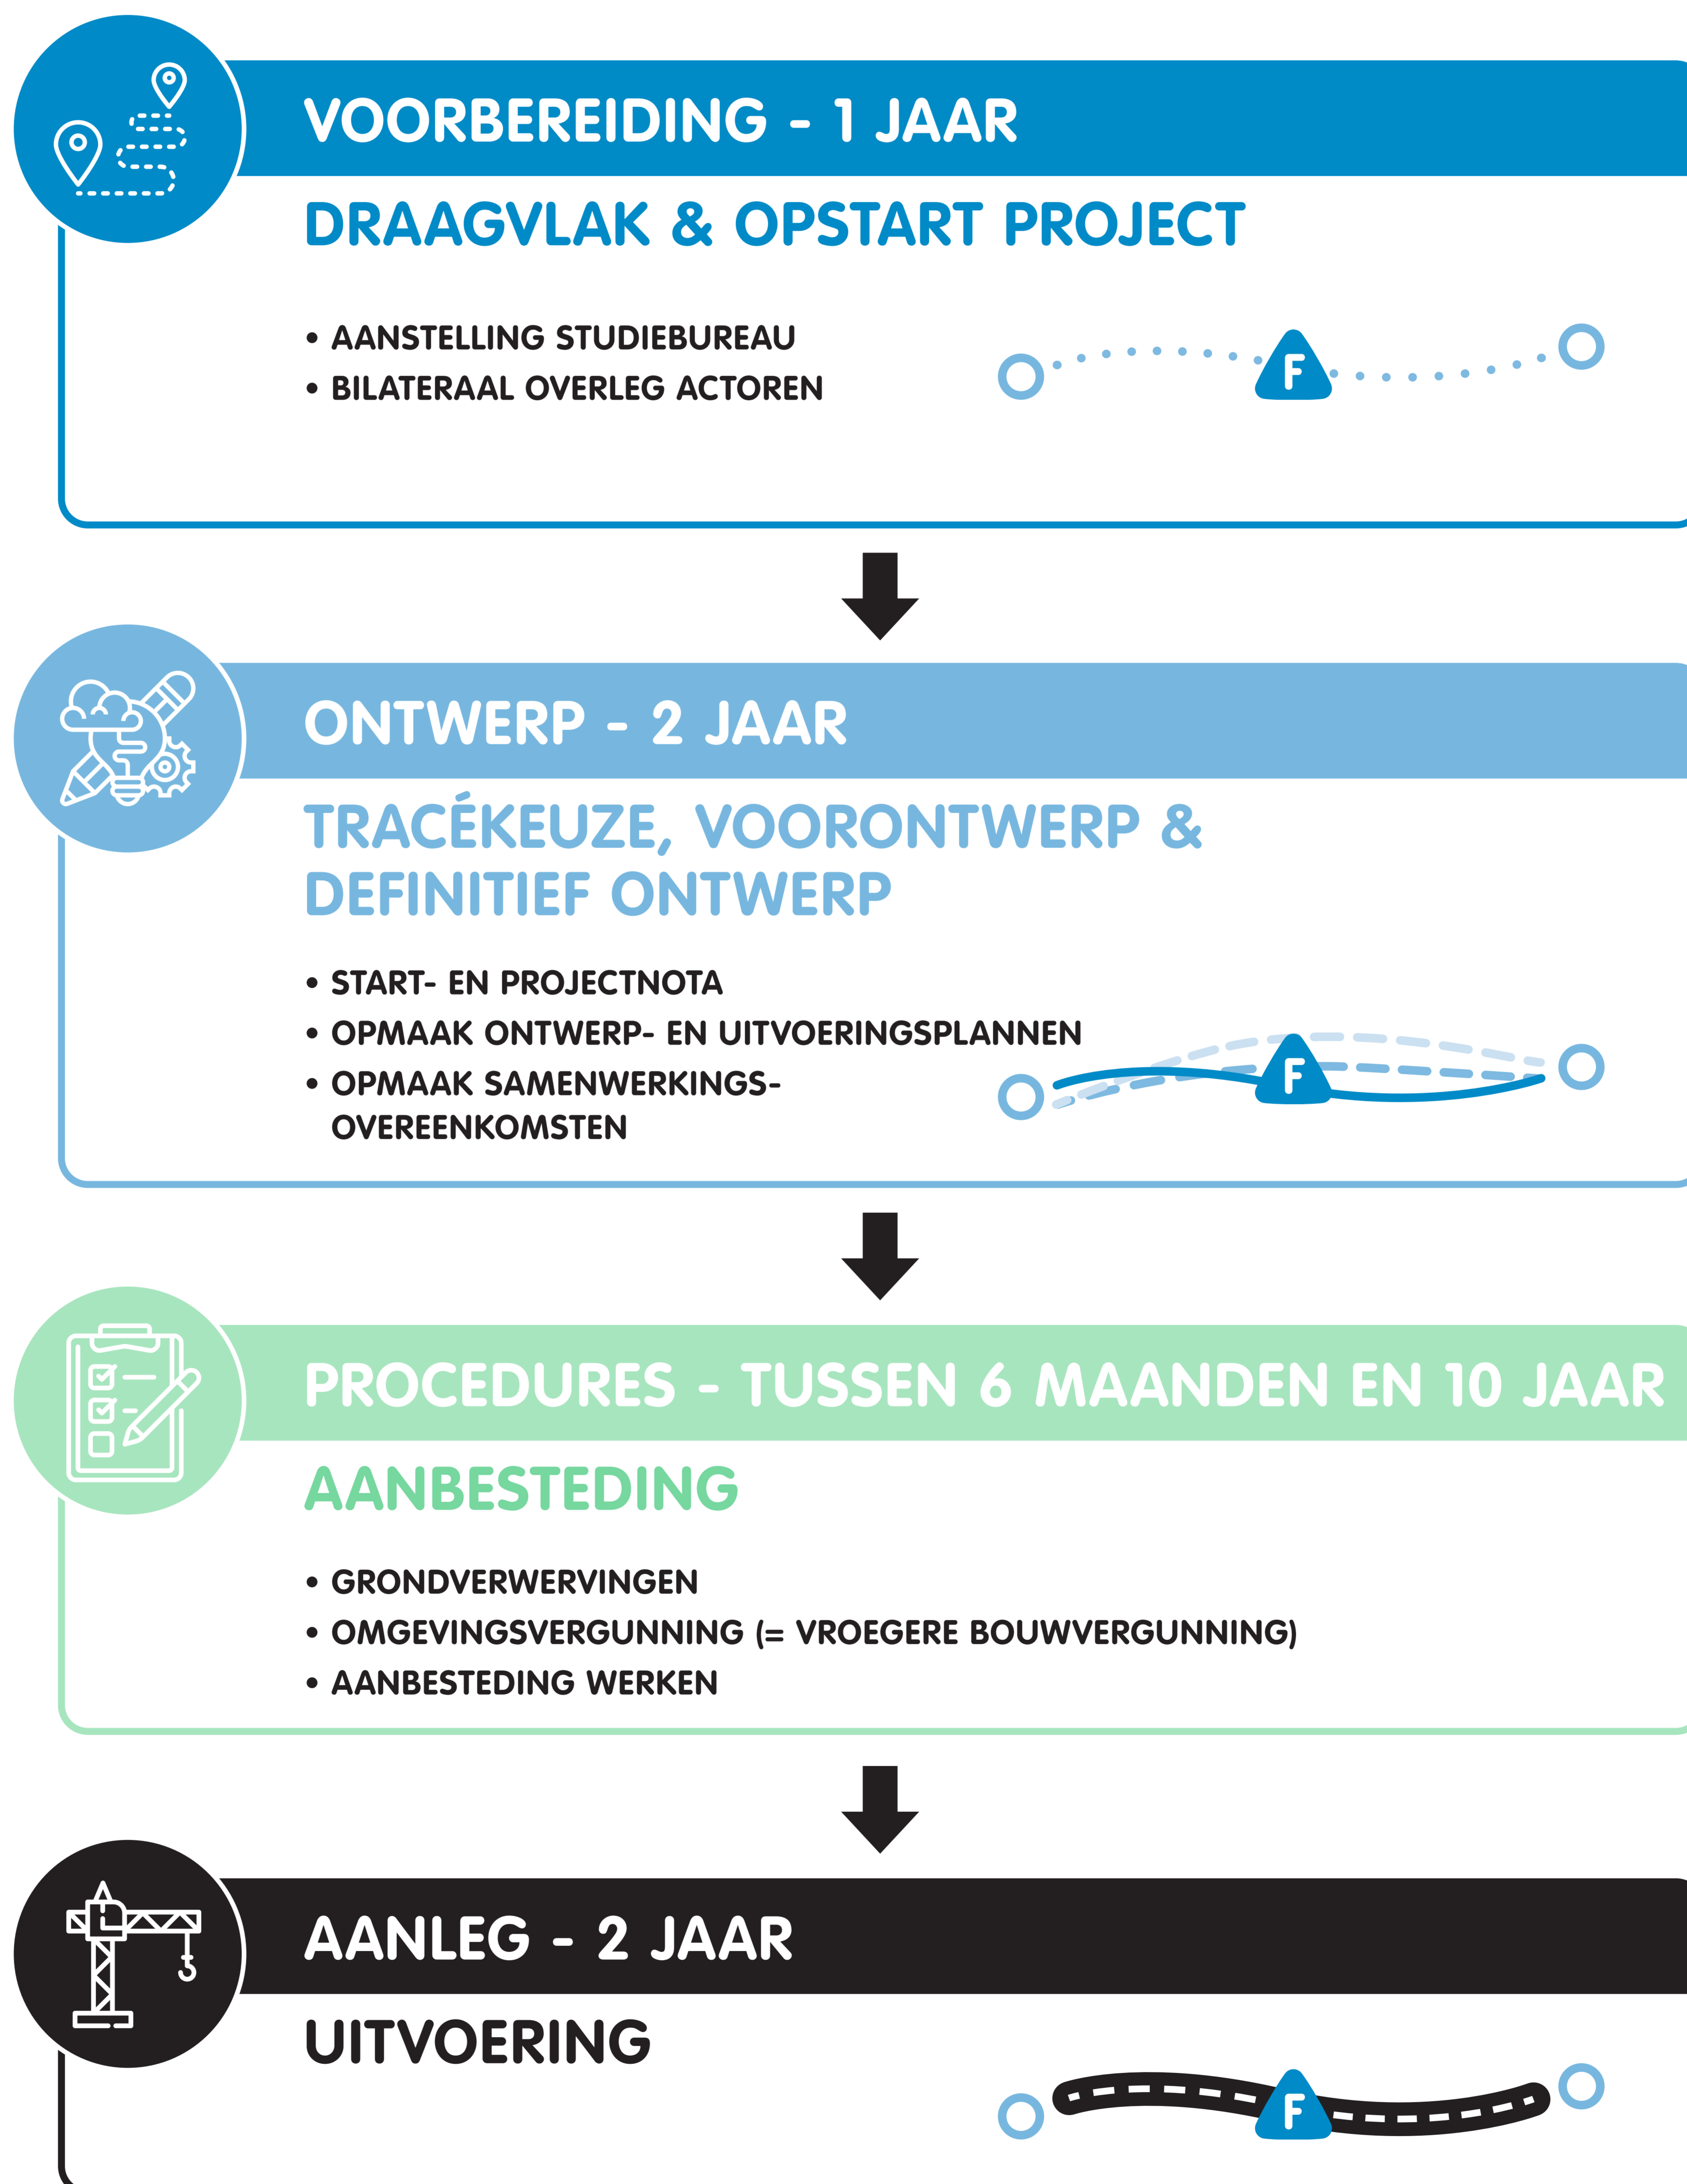 VOORBEREIDING - 1 JAAR
DRAAGVLAK & OPSTART PROJECT
• AANSTELLING STUDIEBUREAU
• BILATERAAL OVERLEG ACTOREN
F
ONTWERP - 2 JAAR
TRACÉKEUZE, VOORONTWERP &
DEFINITIEF ONTWERP
• START- EN PROJECTNOTA
• OPMAAK ONTWERP- EN UITVOERINGSPLANNEN
• OPMAAK SAMENWERKINGS-
OVEREENKOMSTEN
F
PROCEDURES - TUSSEN 6 MAANDEN EN 10 JAAR
AANBESTEDING
• GRONDVERWERVINGEN
• OMGEVINGSVERGUNNING (= VROEGERE BOUWVERGUNNING)
• AANBESTEDING WERKEN
AANLEG - 2 JAAR
UITVOERING
F